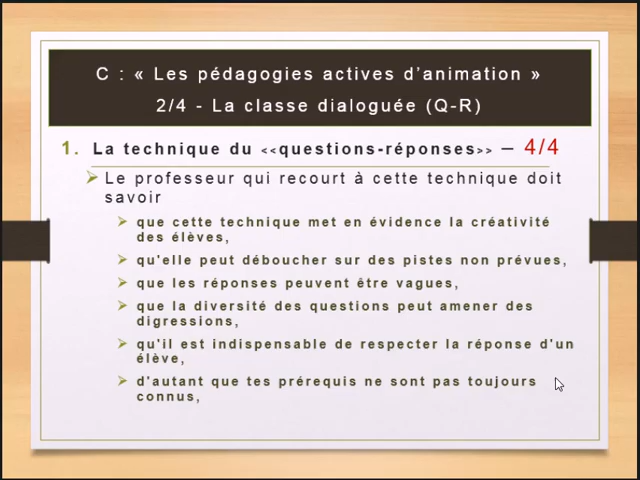 C : « Les pédagogies actives d'animation »
2/4 - La classe dialoguée (Q-R)
1. La technique du <<questions-réponses>> – 4/4
Le professeur qui recourt à cette technique doit
savoir
que cette technique met en évidence la créativité
des élèves,
qu'elle peut déboucher sur des pistes non prévues,
que les réponses peuvent être vagues,
que la diversité des questions peut amener des
digressions,
qu'il est indispensable de respecter la réponse d'un
élève,
d'autant que tes prérequis ne sont pas toujours
connus,